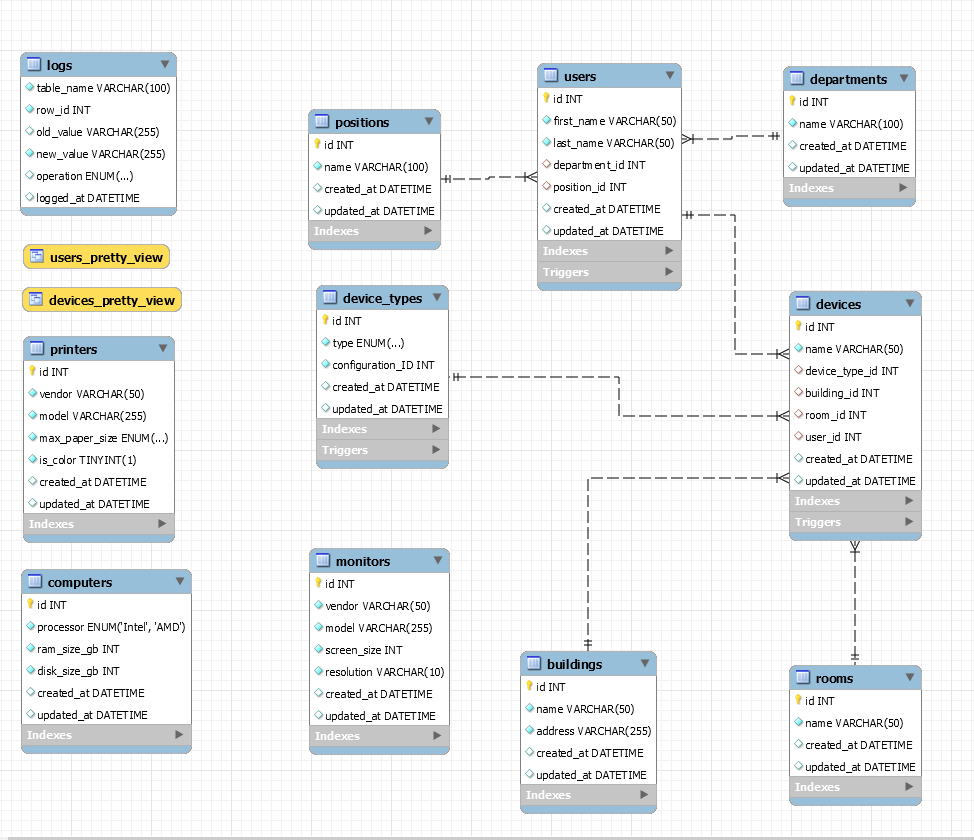 logs
table_name VARCHAR(100)
row_id INT
old_value VARCHAR(255)
new_value VARCHAR(255)
operation ENUM(...)
logged_at DATETIME
users_pretty_view
devices_pretty_view
printers
id INT
vendor VARCHAR(50)
model VARCHAR(255)
max_paper_size ENUM(...)
is_color TINYINT(1)
created_at DATETIME
updated_at DATETIME
Indexes
computers
id INT
processor ENUM('Intel', 'AMD')
ram_size_gb INT
disk_size_gb INT
created_at DATETIME
updated_at DATETIME
Indexes
positions
id INT
name VARCHAR(100)
created_at DATETIME
updated_at DATETIME
Indexes
device_types
id INT
type ENUM(...)
configuration_ID INT
created_at DATETIME
updated_at DATETIME
Indexes
Triggers
monitors
id INT
vendor VARCHAR(50)
model VARCHAR(255)
screen_size INT
resolution VARCHAR(10)
created_at DATETIME
updated_at DATETIME
Indexes
users
id INT
first_name VARCHAR(50)
last_name VARCHAR(50)
department_id INT
position_id INT
created_at DATETIME
updated_at DATETIME
Indexes
Triggers
buildings
id INT
name VARCHAR(50)
address VARCHAR(255)
created_at DATETIME
updated_at DATETIME
Indexes
departments
id INT
name VARCHAR(100)
created_at DATETIME
updated_at DATETIME
Indexes
devices
id INT
name VARCHAR(50)
device_type_id INT
building_id INT
room_id INT
user_id INT
created_at DATETIME
updated_at DATETIME
Indexes
Triggers
rooms
id INT
name VARCHAR(50)
created_at DATETIME
updated_at DATETIME
Indexes